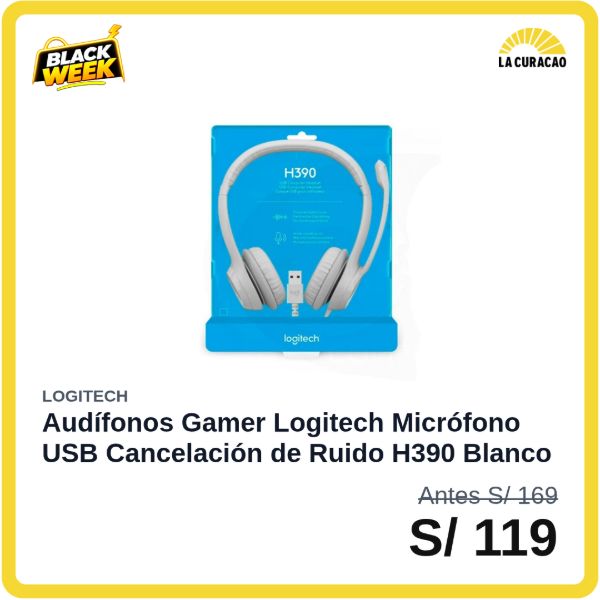 BLACK
WEEK
LA CURACAO
H390
logitech
LOGITECH
Audífonos Gamer Logitech Micrófono
USB Cancelación de Ruido H390 Blanco
Antes S/ 169
S/ 119